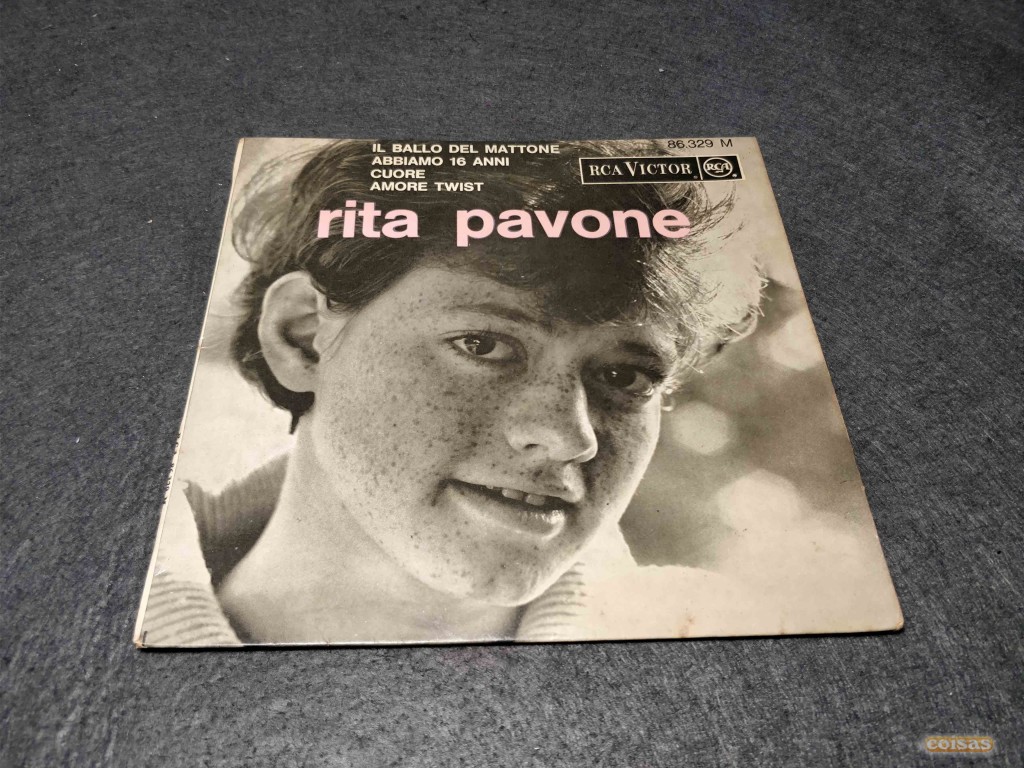 IL BALLO DEL MATTONE
ABBIAMO 16 ANNI
CUORE
AMORE TWIST
86.329 M
RCA VICTOR
RCA
rita pavone
coisas